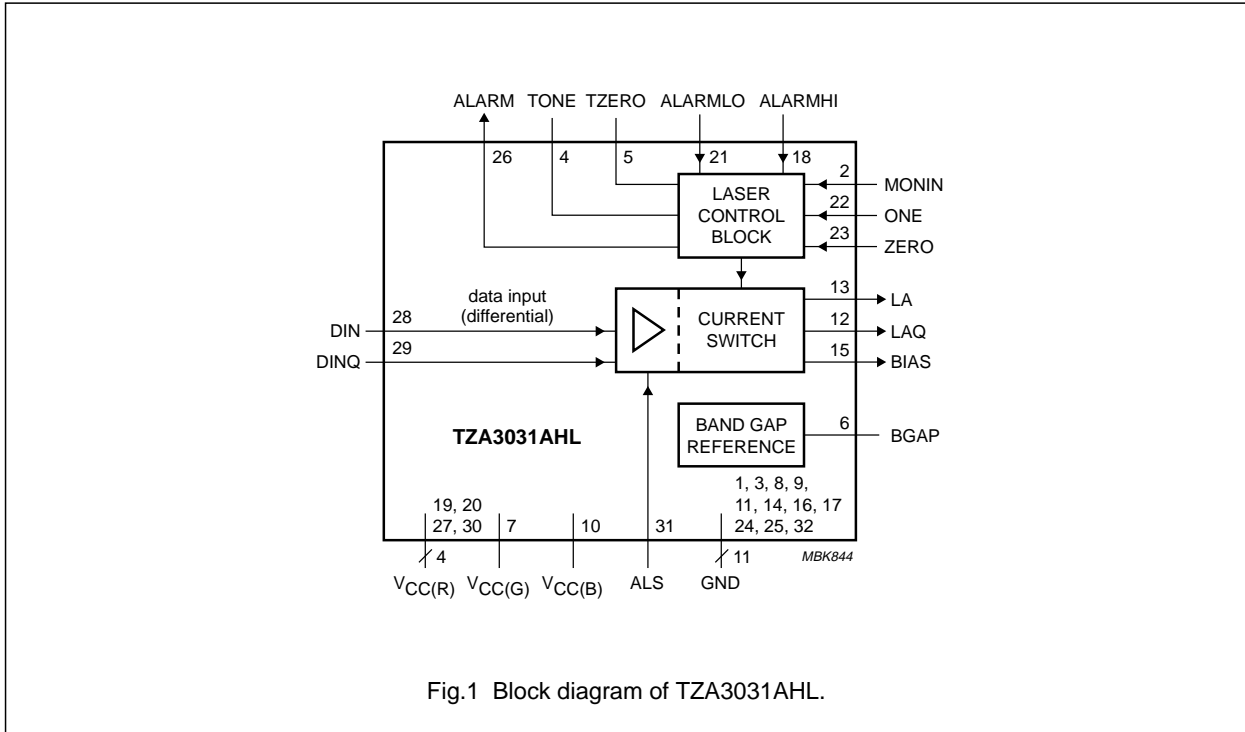 ALARM TONE TZERO ALARMLO ALARMHI
26 4 5 21 18
2 MONIN
LASER
CONTROL
BLOCK
22 ONE
23 ZERO
13 LA
data input
(differential)
28
DIN
CURRENT
SWITCH
12 LAQ
29
DINQ
15 BIAS
TZA3031AHL
BAND GAP
REFERENCE
6 BGAP
1, 3, 8, 9,
11, 14, 16, 17
24, 25, 32
19, 20
27, 30
7 10 31
MBK844
4 11
VCC(R) VCC(G) VCC(B) ALS GND
Fig.1 Block diagram of TZA3031AHL.